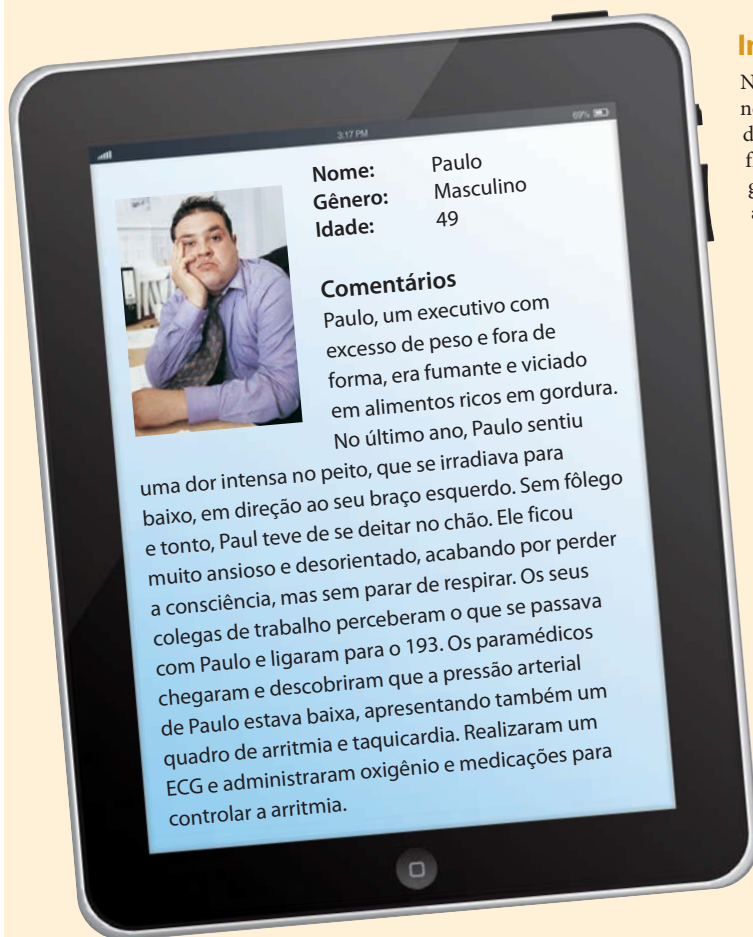 3:17 PM
69%
Nome: Paulo
Gênero: Masculino
Idade: 49
Comentários
Paulo, um executivo com
excesso de peso e fora de
forma, era fumante e viciado
em alimentos ricos em gordura.
No último ano, Paulo sentiu
uma dor intensa no peito, que se irradiava para
baixo, em direção ao seu braço esquerdo. Sem fôlego
e tonto, Paul teve de se deitar no chão. Ele ficou
muito ansioso e desorientado, acabando por perder
a consciência, mas sem parar de respirar. Os seus
colegas de trabalho perceberam o que se passava
com Paulo e ligaram para o 193. Os paramédicos
chegaram e descobriram que a pressão arterial
de Paulo estava baixa, apresentando também um
quadro de arritmia e taquicardia. Realizaram um
ECG e administraram oxigênio e medicações para
controlar a arritmia.